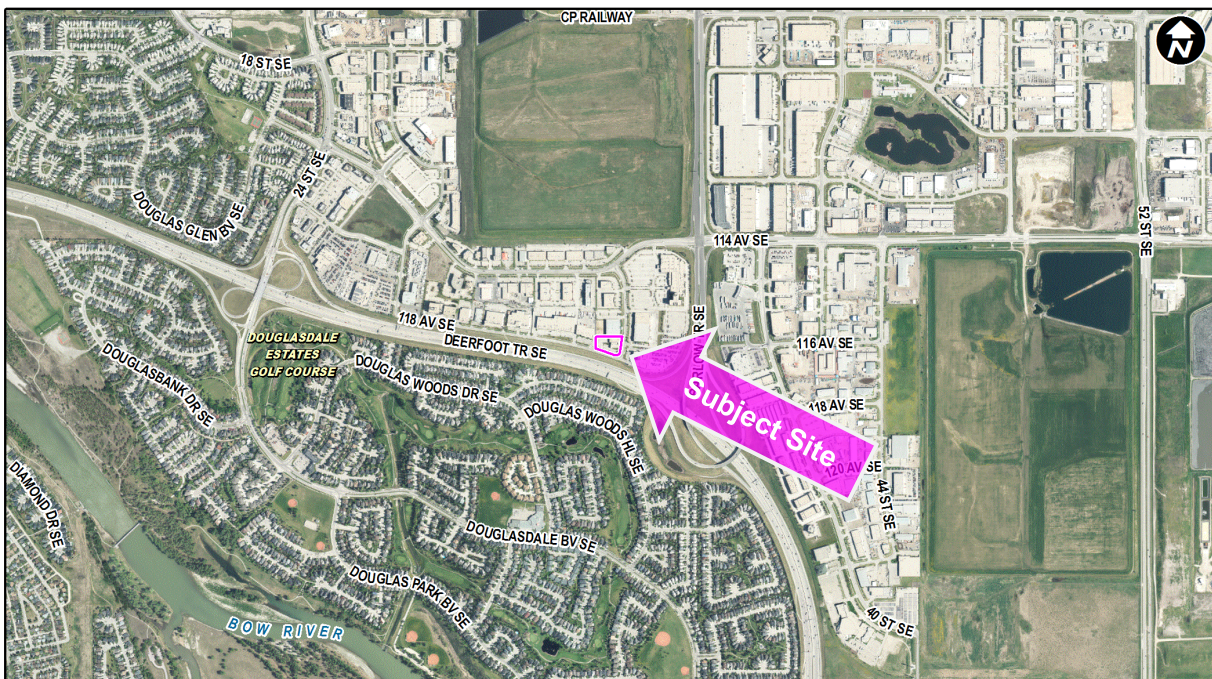 CP RAILWAY
N
18 ST SE
24 ST SE
DOUGLAS GLEN BV SE
52 ST SE
114 AV SE
118 AV SE
DEERFOOT TR SE
116 AV SE
DOUGLASDALE
ESTATES
GOLF COURSE
DOUGLASBANK DR SE
DOUGLAS WOODS DR SE
DOUGLAS WOODS HL SE
Subject Site
118 AV SE
120 AV SE
44 ST SE
DIAMOND DR SE
DOUGLASDALE BV SE
DOUGLAS PARK BV SE
40 ST SE
BOW RIVER